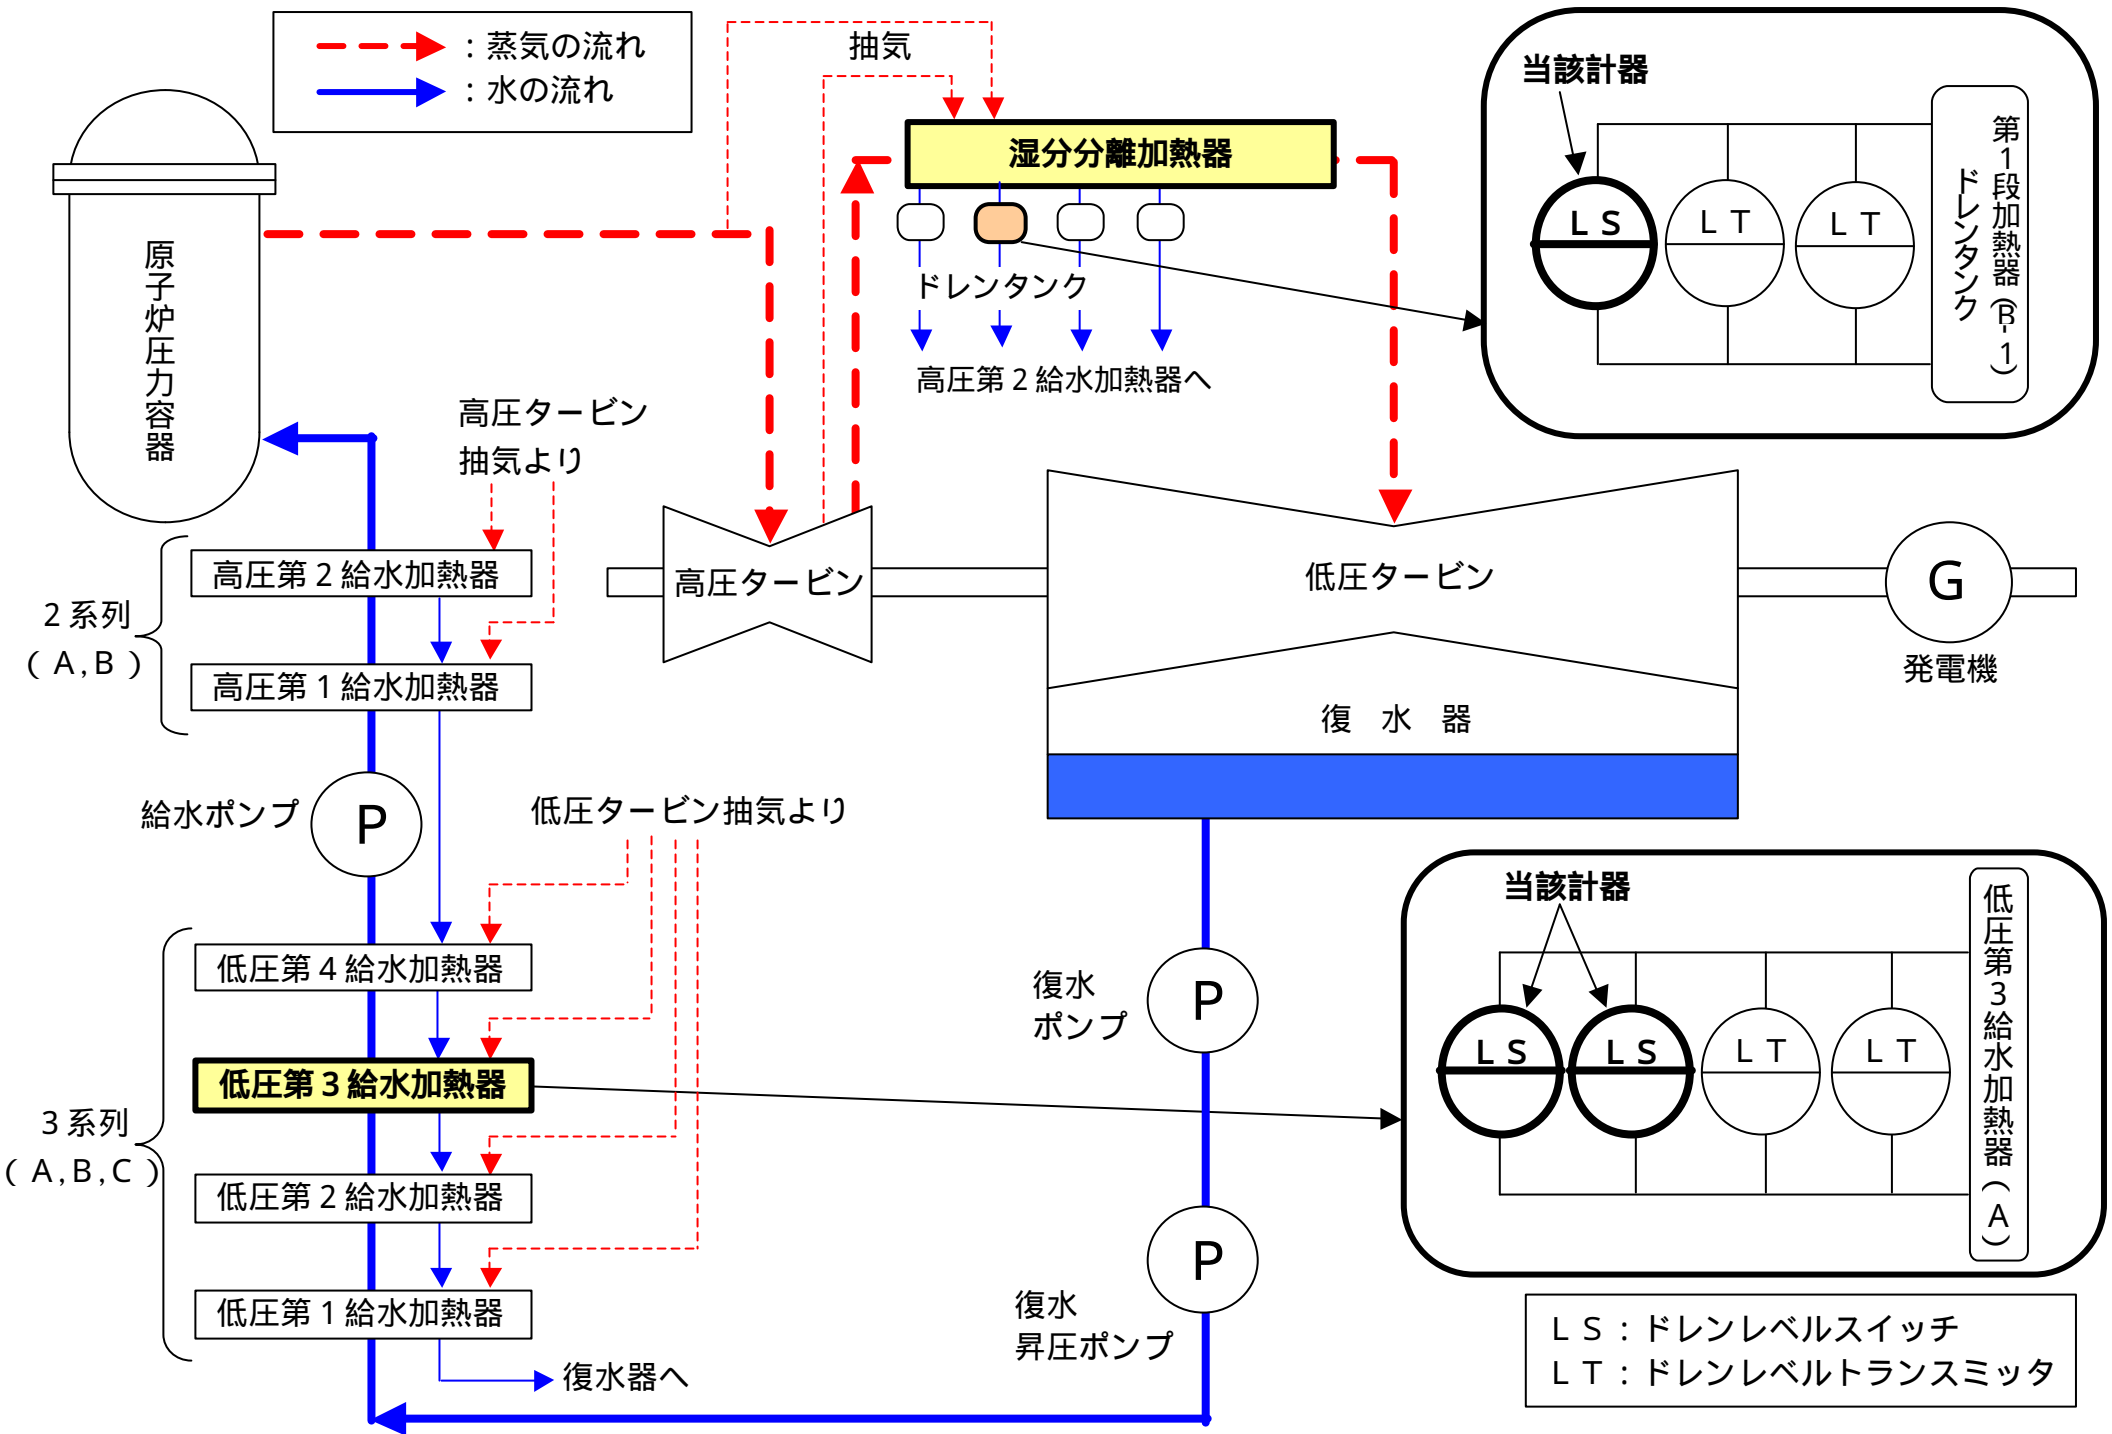 ：蒸気の流れ
：水の流れ
抽気
湿分分離加熱器
ドレンタンク
高圧第２給水加熱器へ
当該計器
ＬＳ
ＬＴ
ＬＴ
第１段加熱器（B-１）
ドレンタンク
原子炉圧力容器
高圧タービン
抽気より
高圧第２給水加熱器
２系列
（A,B）
高圧第１給水加熱器
高圧タービン
低圧タービン
G
発電機
復水器
給水ポンプ
P
低圧タービン抽気より
低圧第４給水加熱器
低圧第３給水加熱器
３系列
（A,B,C）
低圧第２給水加熱器
低圧第１給水加熱器
復水器へ
復水
ポンプ
P
復水
昇圧ポンプ
P
当該計器
ＬＳ
ＬＳ
ＬＴ
ＬＴ
低圧第３給水加熱器（A）
ＬＳ：ドレンレベルスイッチ
ＬＴ：ドレンレベルトランスミッタ